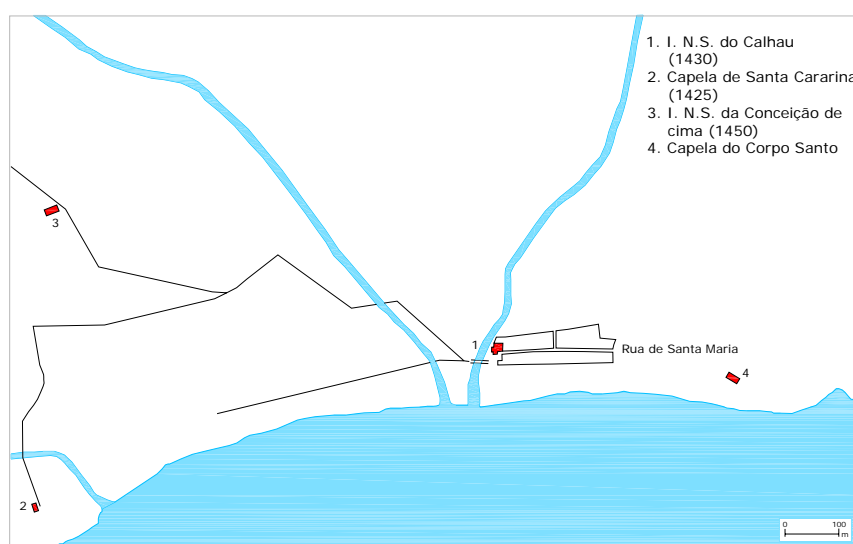 1. I. N.S. do Calhau
(1430)
2. Capela de Santa Cararina
(1425)
3. I. N.S. da Conceição de
cima (1450)
4. Capela do Corpo Santo
3
1
Rua de Santa Maria
4
2
0 100
m